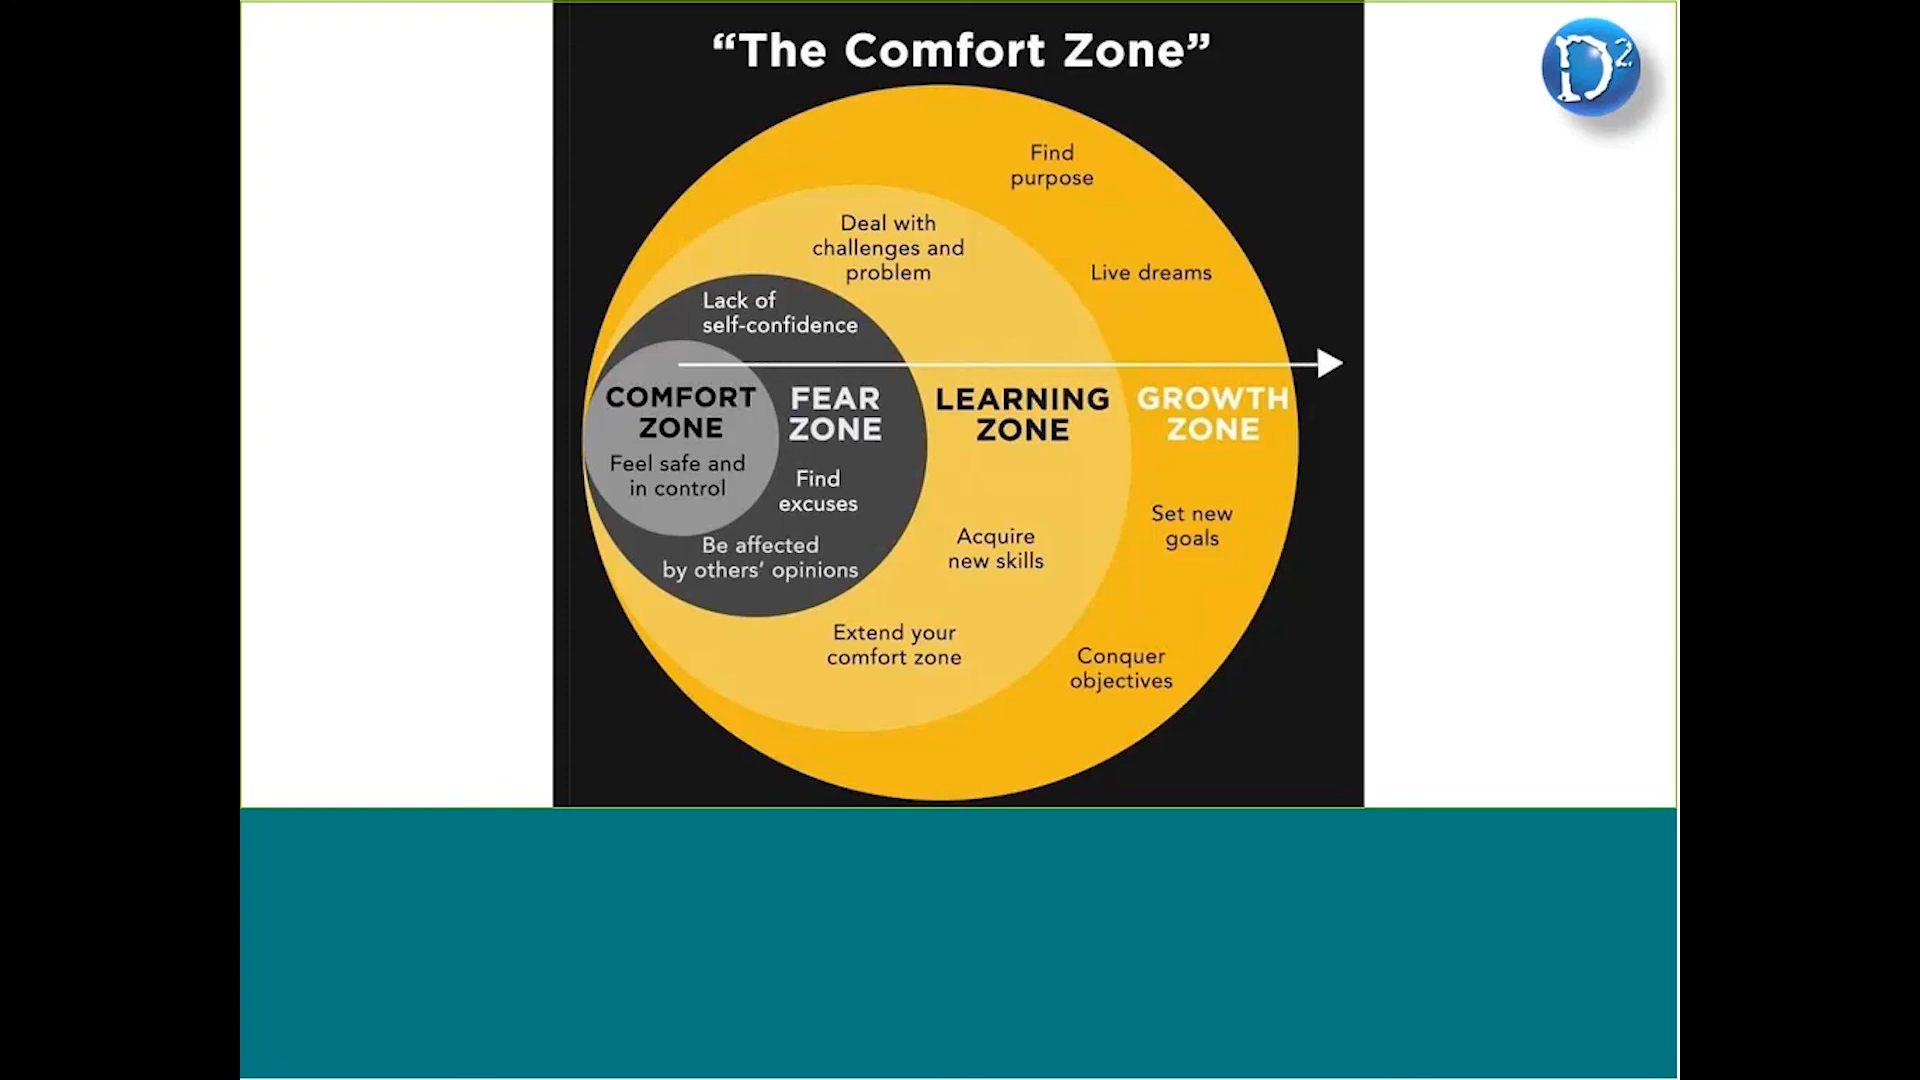 “The Comfort Zone”
D2
Find
purpose
Deal with
challenges and
problem
Live dreams
Lack of
self-confidence
COMFORT
ZONE
Feel safe and
in control
FEAR
ZONE
LEARNING
ZONE
GROWTH
ZONE
Find
excuses
Be affected
by others’ opinions
Acquire
new skills
Set new
goals
Extend your
comfort zone
Conquer
objectives